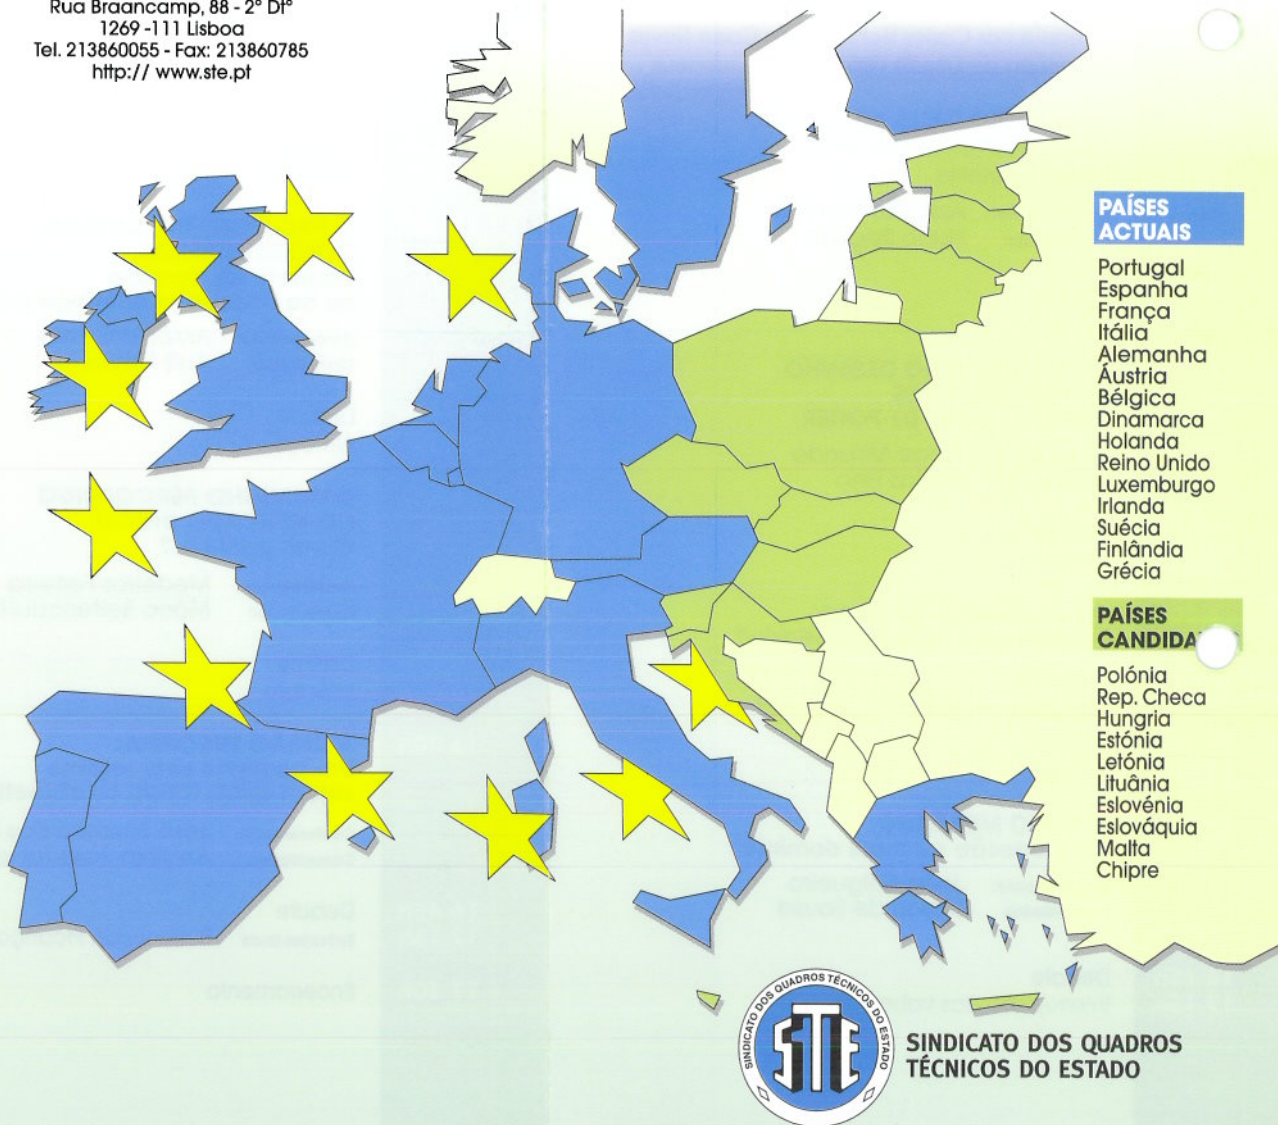 Rua Braancamp, 88 - 2º Dtº
1269 -111 Lisboa
Tel. 213860055 - Fax: 213860785
http:// www.ste.pt
PAÍSES
ACTUAIS
Portugal
Espanha
França
Itália
Alemanha
Áustria
Bélgica
Dinamarca
Holanda
Reino Unido
Luxemburgo
Irlanda
Suécia
Finlândia
Grécia
PAÍSES
CANDIDA
Polónia
Rep. Checa
Hungria
Estónia
Letónia
Lituânia
Eslovénia
Eslováquia
Malta
Chipre
SINDICATO DOS QUADROS TÉCNICOS DO ESTADO
STE
SINDICATO DOS QUADROS
TÉCNICOS DO ESTADO